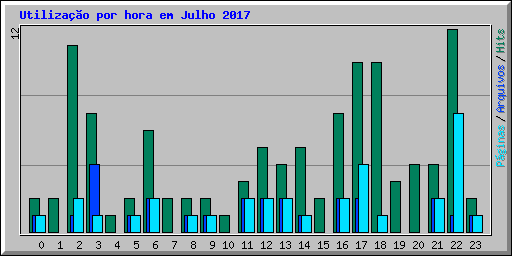 Utilização por hora em Julho 2017
12
Páginas / Arquivos / Hits
0 1 2 3 4 5 6 7 8 9 10 11 12 13 14 15 16 17 18 19 20 21 22 23